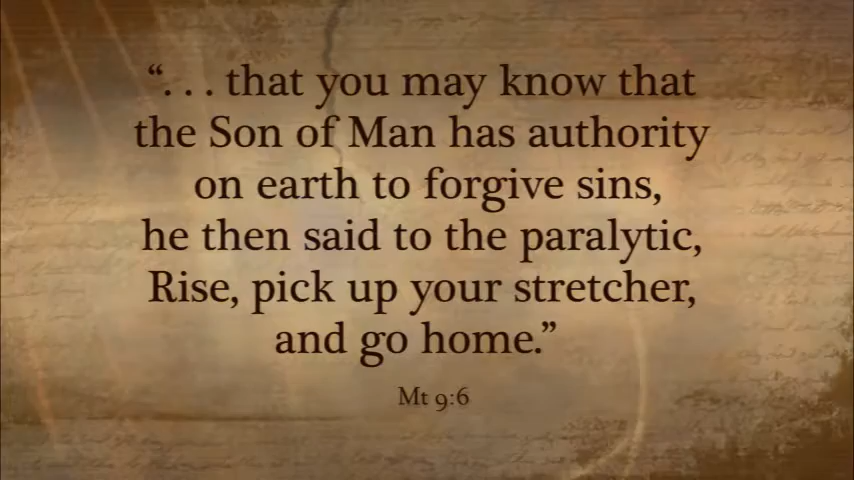 “. . . that you may know that
the Son of Man has authority
on earth to forgive sins,
he then said to the paralytic,
Rise, pick up your stretcher,
and go home.”
Mt 9:6